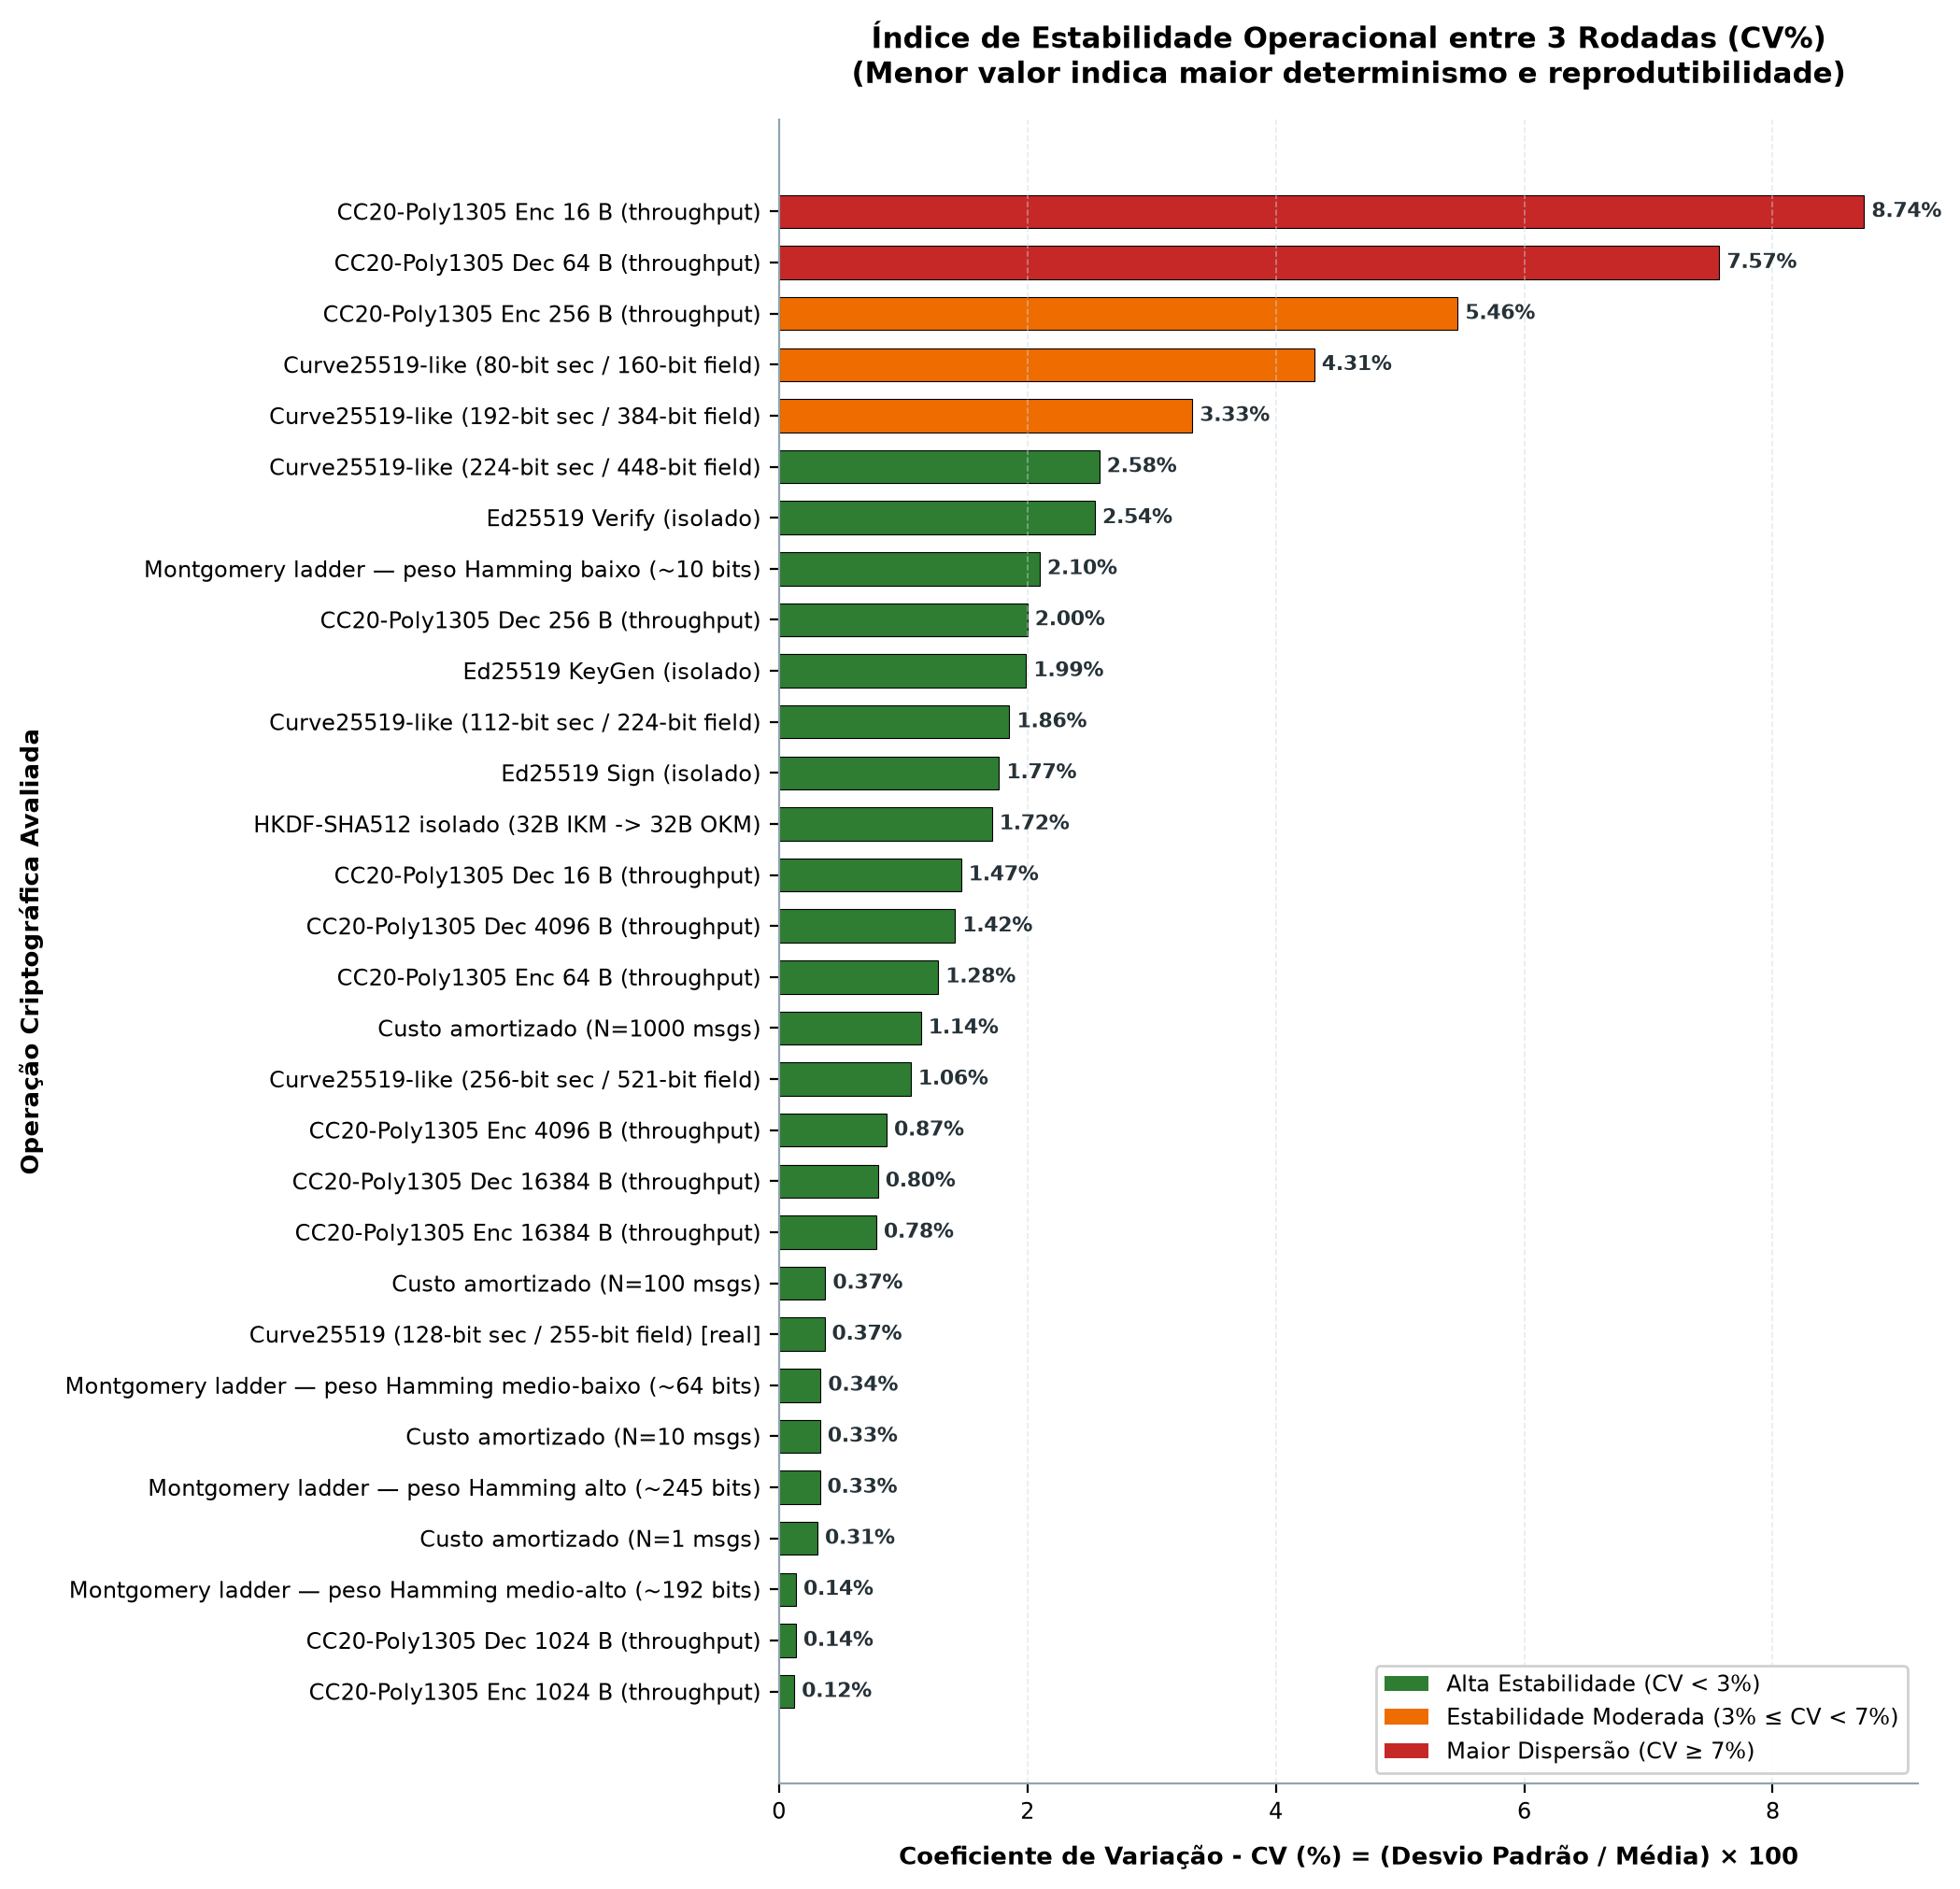 Índice de Estabilidade Operacional entre 3 Rodadas (CV%)
(Menor valor indica maior determinismo e reprodutibilidade)
Operação Criptográfica Avaliada
CC20-Poly1305 Enc 16 B (throughput) 8.74%
CC20-Poly1305 Dec 64 B (throughput) 7.57%
CC20-Poly1305 Enc 256 B (throughput) 5.46%
Curve25519-like (80-bit sec / 160-bit field) 4.31%
Curve25519-like (192-bit sec / 384-bit field) 3.33%
Curve25519-like (224-bit sec / 448-bit field) 2.58%
Ed25519 Verify (isolado) 2.54%
Montgomery ladder — peso Hamming baixo (~10 bits) 2.10%
CC20-Poly1305 Dec 256 B (throughput) 2.00%
Ed25519 KeyGen (isolado) 1.99%
Curve25519-like (112-bit sec / 224-bit field) 1.86%
Ed25519 Sign (isolado) 1.77%
HKDF-SHA512 isolado (32B IKM -> 32B OKM) 1.72%
CC20-Poly1305 Dec 16 B (throughput) 1.47%
CC20-Poly1305 Dec 4096 B (throughput) 1.42%
CC20-Poly1305 Enc 64 B (throughput) 1.28%
Custo amortizado (N=1000 msgs) 1.14%
Curve25519-like (256-bit sec / 521-bit field) 1.06%
CC20-Poly1305 Enc 4096 B (throughput) 0.87%
CC20-Poly1305 Dec 16384 B (throughput) 0.80%
CC20-Poly1305 Enc 16384 B (throughput) 0.78%
Custo amortizado (N=100 msgs) 0.37%
Curve25519 (128-bit sec / 255-bit field) [real] 0.37%
Montgomery ladder — peso Hamming medio-baixo (~64 bits) 0.34%
Custo amortizado (N=10 msgs) 0.33%
Montgomery ladder — peso Hamming alto (~245 bits) 0.33%
Custo amortizado (N=1 msgs) 0.31%
Montgomery ladder — peso Hamming medio-alto (~192 bits) 0.14%
CC20-Poly1305 Dec 1024 B (throughput) 0.14%
CC20-Poly1305 Enc 1024 B (throughput) 0.12%
Alta Estabilidade (CV < 3%)
Estabilidade Moderada (3% ≤ CV < 7%)
Maior Dispersão (CV ≥ 7%)
0 2 4 6 8
Coeficiente de Variação - CV (%) = (Desvio Padrão / Média) × 100